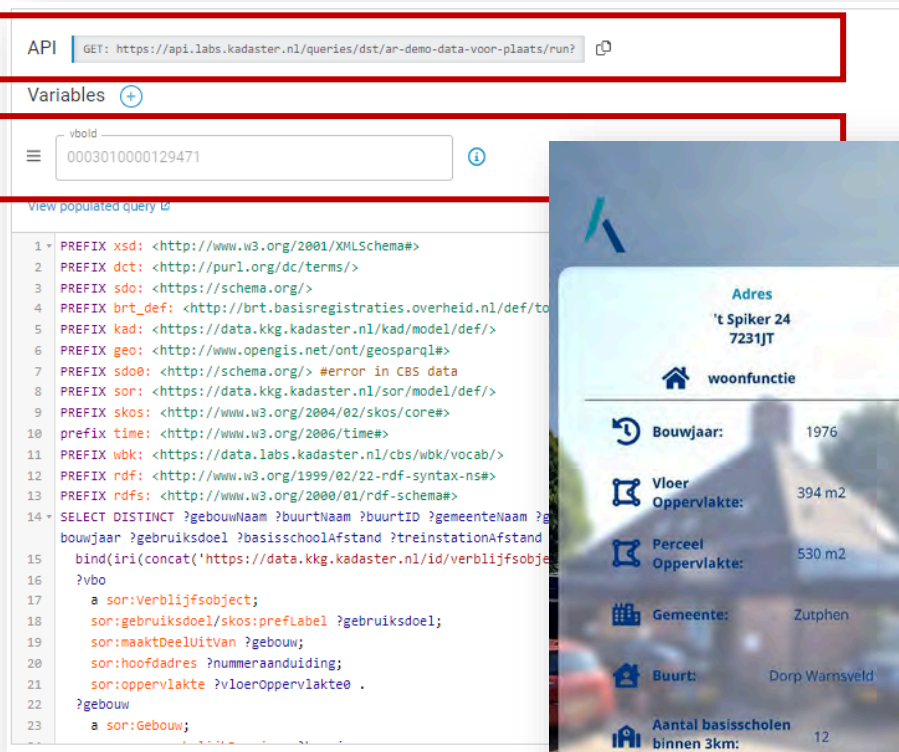 API GET: https://api.labs.kadaster.nl/queries/dst/ar-demo-data-voor-plaats/run?
Variables
vboId
0003010000129471
View populated query
1 PREFIX xsd: <http://www.w3.org/2001/XMLSchema#>
2 PREFIX dct: <http://purl.org/dc/terms/>
3 PREFIX sdo: <https://schema.org/>
4 PREFIX brt_def: <http://brt.basisregistraties.overheid.nl/def/to
5 PREFIX kad: <https://data.kkg.kadaster.nl/kad/model/def/>
6 PREFIX geo: <http://www.opengis.net/ont/geosparql#>
7 PREFIX sdo0: <http://schema.org/> #error in CBS data
8 PREFIX sor: <https://data.kkg.kadaster.nl/sor/model/def/>
9 PREFIX skos: <http://www.w3.org/2004/02/skos/core#>
10 prefix time: <http://www.w3.org/2006/time#>
11 PREFIX wbk: <https://data.labs.kadaster.nl/cbs/wbk/vocab/>
12 PREFIX rdf: <http://www.w3.org/1999/02/22-rdf-syntax-ns#>
13 PREFIX rdfs: <http://www.w3.org/2000/01/rdf-schema#>
14 SELECT DISTINCT ?gebouwNaam ?buurtNaam ?buurtID ?gemeenteNaam ?g
bouwjaar ?gebruiksdoel ?basisschoolAfstand ?treinstationAfstand
15 bind(iri(concat('https://data.kkg.kadaster.nl/id/verblijfsobje
16 ?vbo
17 a sor:Verblijfsobject;
18 sor:gebruiksdoel/skos:prefLabel ?gebruiksdoel;
19 sor:maaktDeelUitVan ?gebouw;
20 sor:hoofdadres ?nummeraanduiding;
21 sor:oppervlakte ?vloerOppervlakte0 .
22 ?gebouw
23 a sor:Gebouw;
Adres
't Spiker 24
7231JT
woonfunctie
Bouwjaar: 1976
Vloer
Oppervlakte: 394 m2
Perceel
Oppervlakte: 530 m2
Gemeente: Zutphen
Buurt: Dorp Warnsveld
Aantal basisscholen
binnen 3km: 12